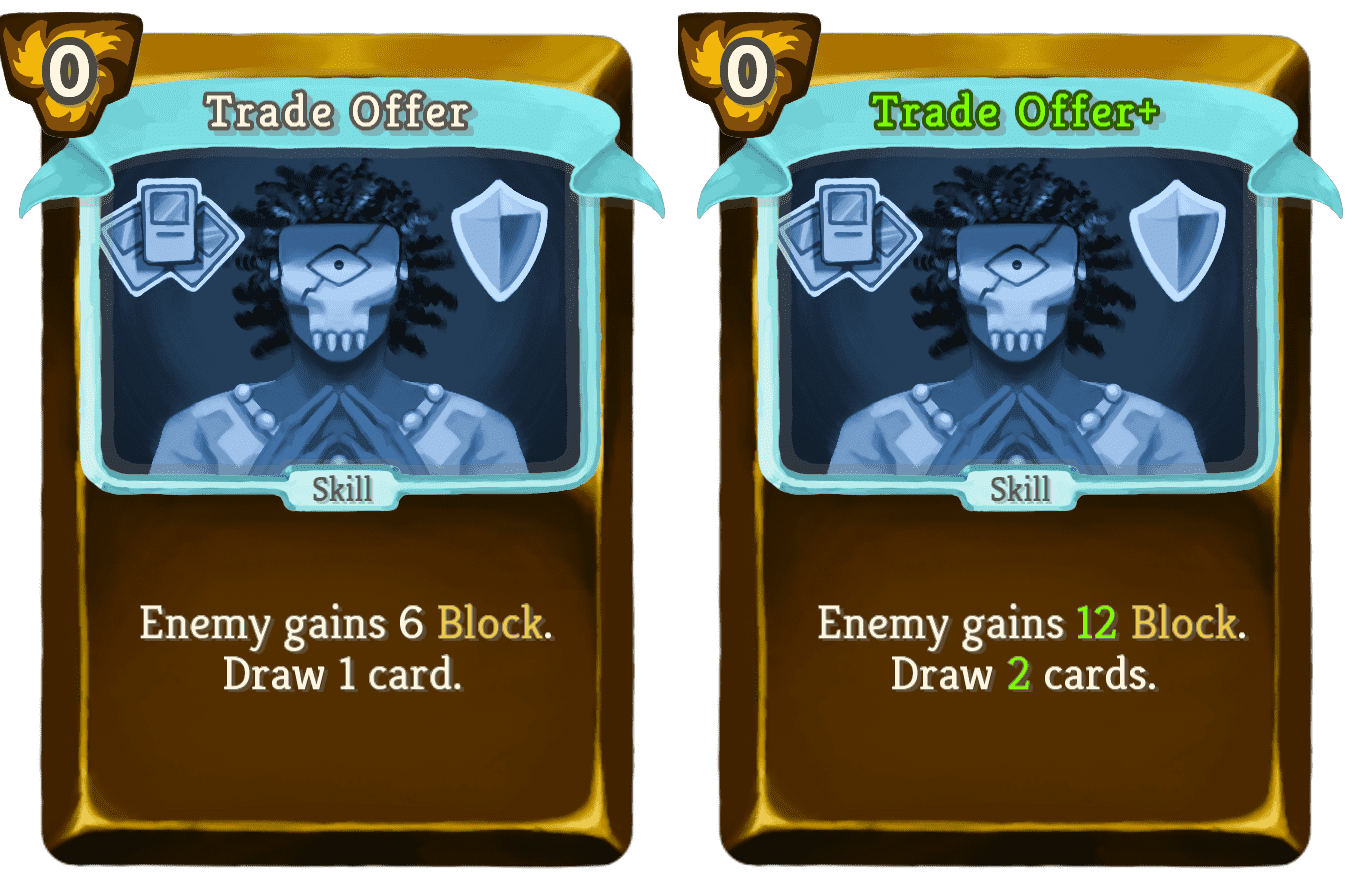 0
Trade Offer
Skill
Enemy gains 6 Block.
Draw 1 card.
0
Trade Offer+
Skill
Enemy gains 12 Block.
Draw 2 cards.